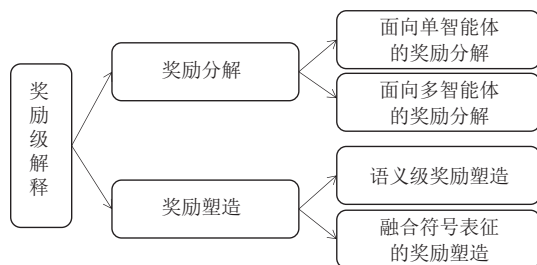 奖励级解释
奖励分解
面向单智能体
的奖励分解
面向多智能体
的奖励分解
奖励塑造
语义级奖励塑造
融合符号表征
的奖励塑造